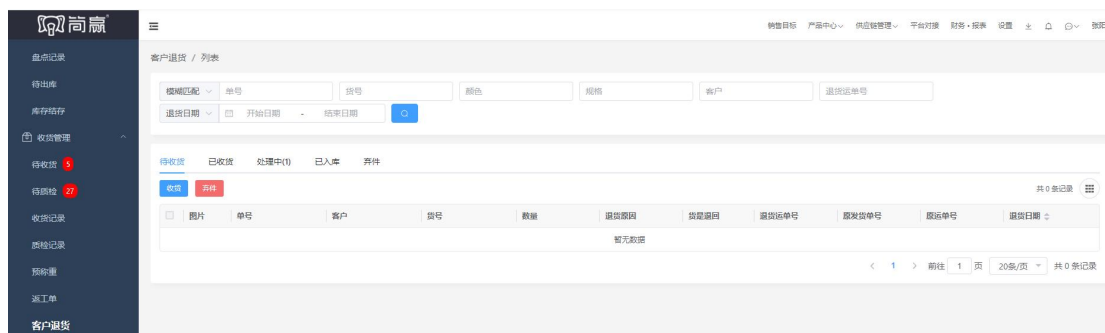 简赢
销售目标 产品中心 供应链管理 平台对接 财务·报表 设置
盘点记录
待出库
库存结存
收货管理
待收货 5
待质检 27
收货记录
质检记录
预称重
返工单
客户退货
客户退货 / 列表
模糊匹配 单号 货号 颜色 规格 客户 退货运单号
退货日期 开始日期 - 结束日期
待收货 已收货 处理中(1) 已入库 弃件
收货 弃件 共 0 条记录
图片 单号 客户 货号 数量 退货原因 货是退回 退货运单号 原发货单号 原运单号 退货日期
暂无数据
< 1 > 前往 1 页 20条/页 共 0 条记录